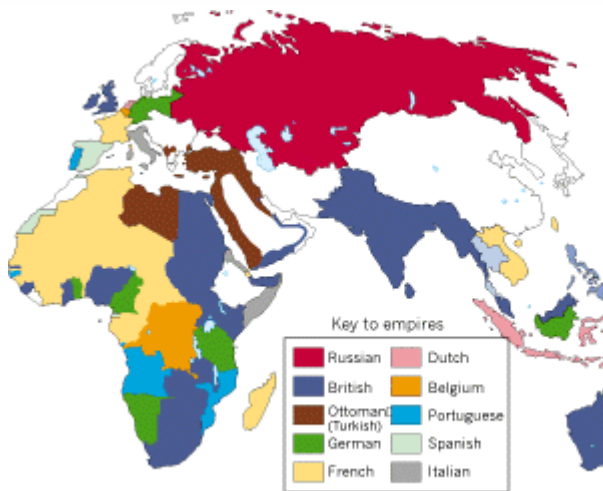 Key to empires
Russian
Dutch
British
Belgium
Ottoman
(Turkish)
Portuguese
German
Spanish
French
Italian